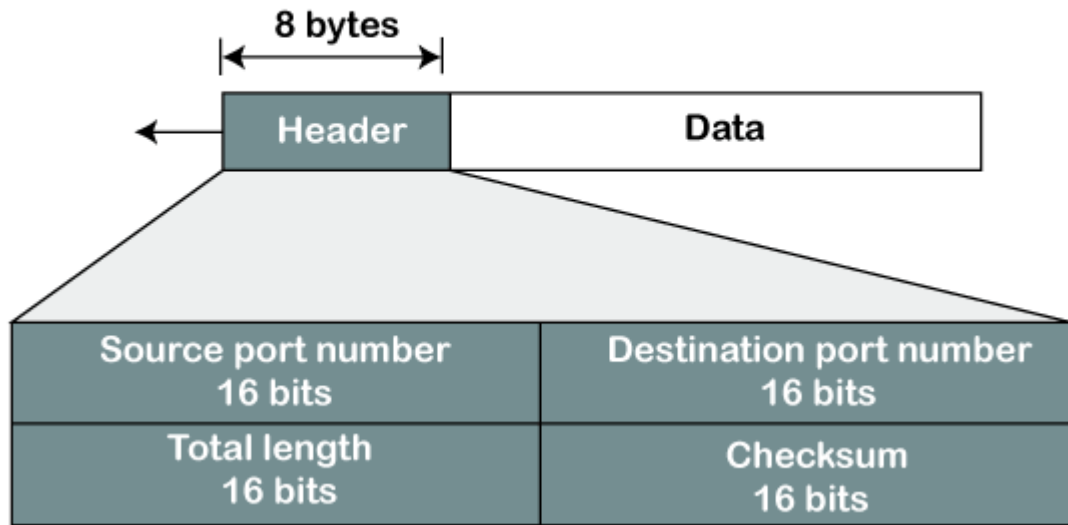 8 bytes
Header
Data
Source port number
16 bits
Destination port number
16 bits
Total length
16 bits
Checksum
16 bits